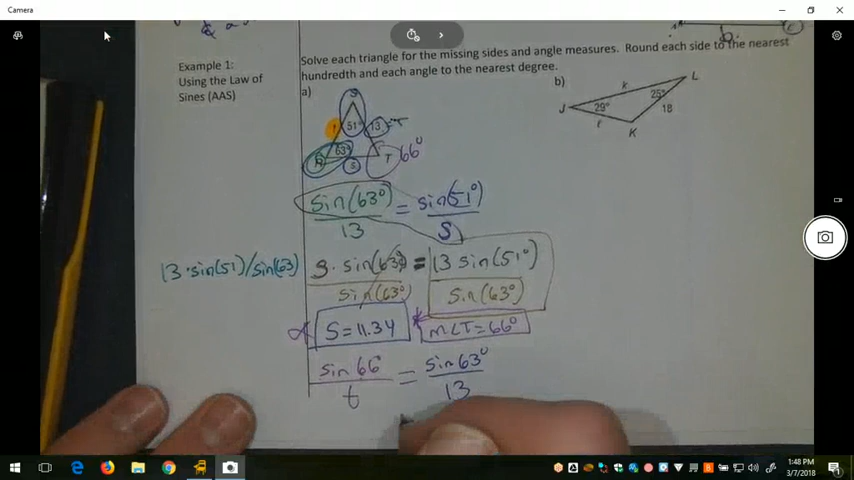 Camera
Example 1:
Using the Law of
Sines (AAS)
Solve each triangle for the missing sides and angle measures. Round each side to the nearest
hundredth and each angle to the nearest degree.
a)
S
51°
13
63°
R
T
66°
s
b)
L
k
25°
J
29°
18
K
sin(63°) = sin(51°)
13 S
13·sin(51)/sin(63)
S·sin(63°) = 13 sin(51°)
sin(63°) sin(63°)
S=11.34
m∠T=66°
sin 66 = sin 63°
t 13
1:48 PM
3/7/2018